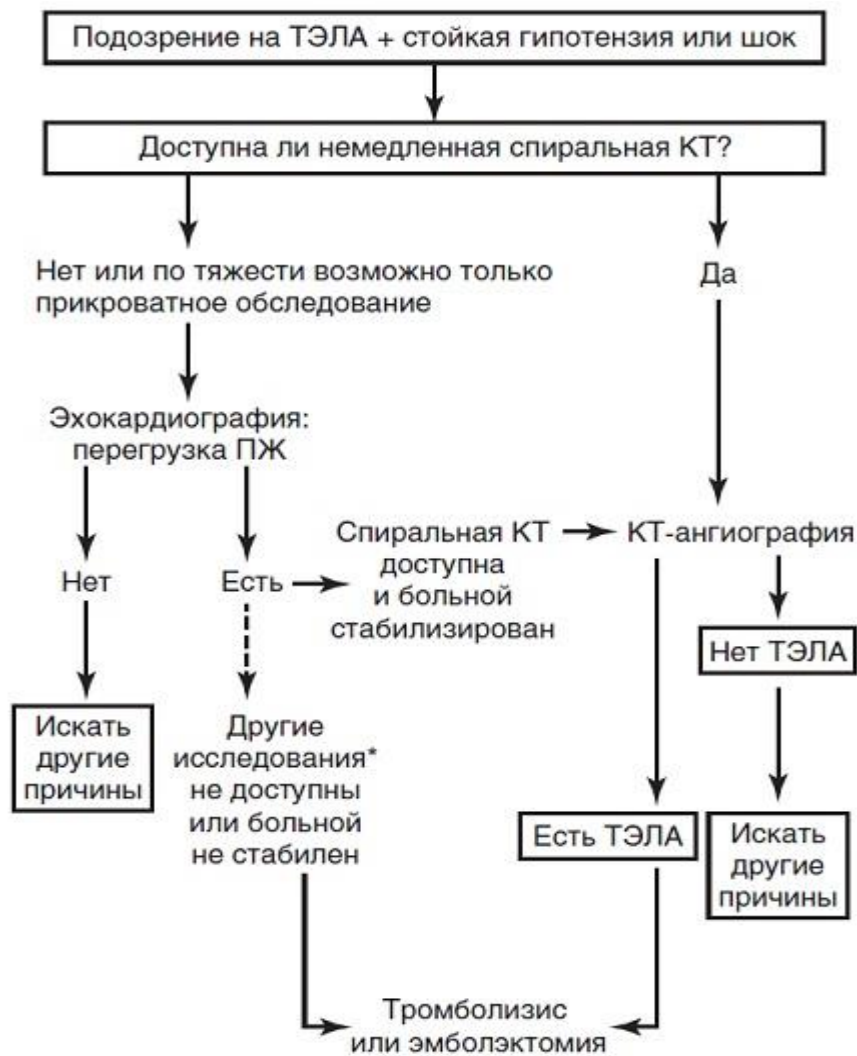 Подозрение на ТЭЛА + стойкая гипотензия или шок
Доступна ли немедленная спиральная КТ?
Нет или по тяжести возможно только
прикроватное обследование
Да
Эхокардиография:
перегрузка ПЖ
Нет
Есть
Спиральная КТ
доступна
и больной
стабилизирован
КТ-ангиография
Нет ТЭЛА
Искать
другие
причины
Другие
исследования*
не доступны
или больной
не стабилен
Есть ТЭЛА
Искать
другие
причины
Тромболизис
или эмболэктомия